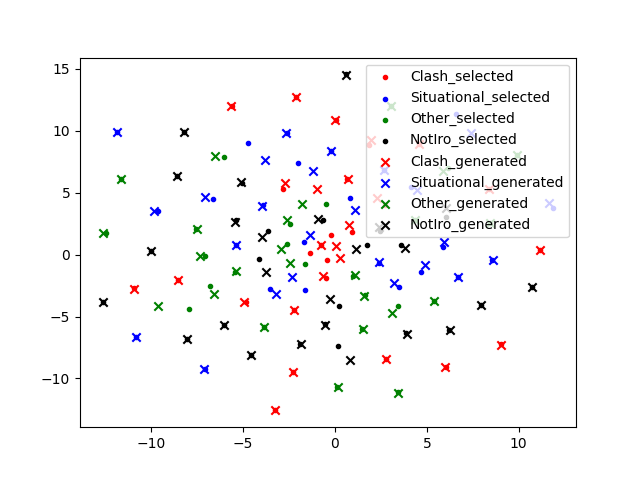 15
10
5
0
−5
−10
−10
−5
0
5
10
Clash_selected
Situational_selected
Other_selected
NotIro_selected
Clash_generated
Situational_generated
Other_generated
NotIro_generated